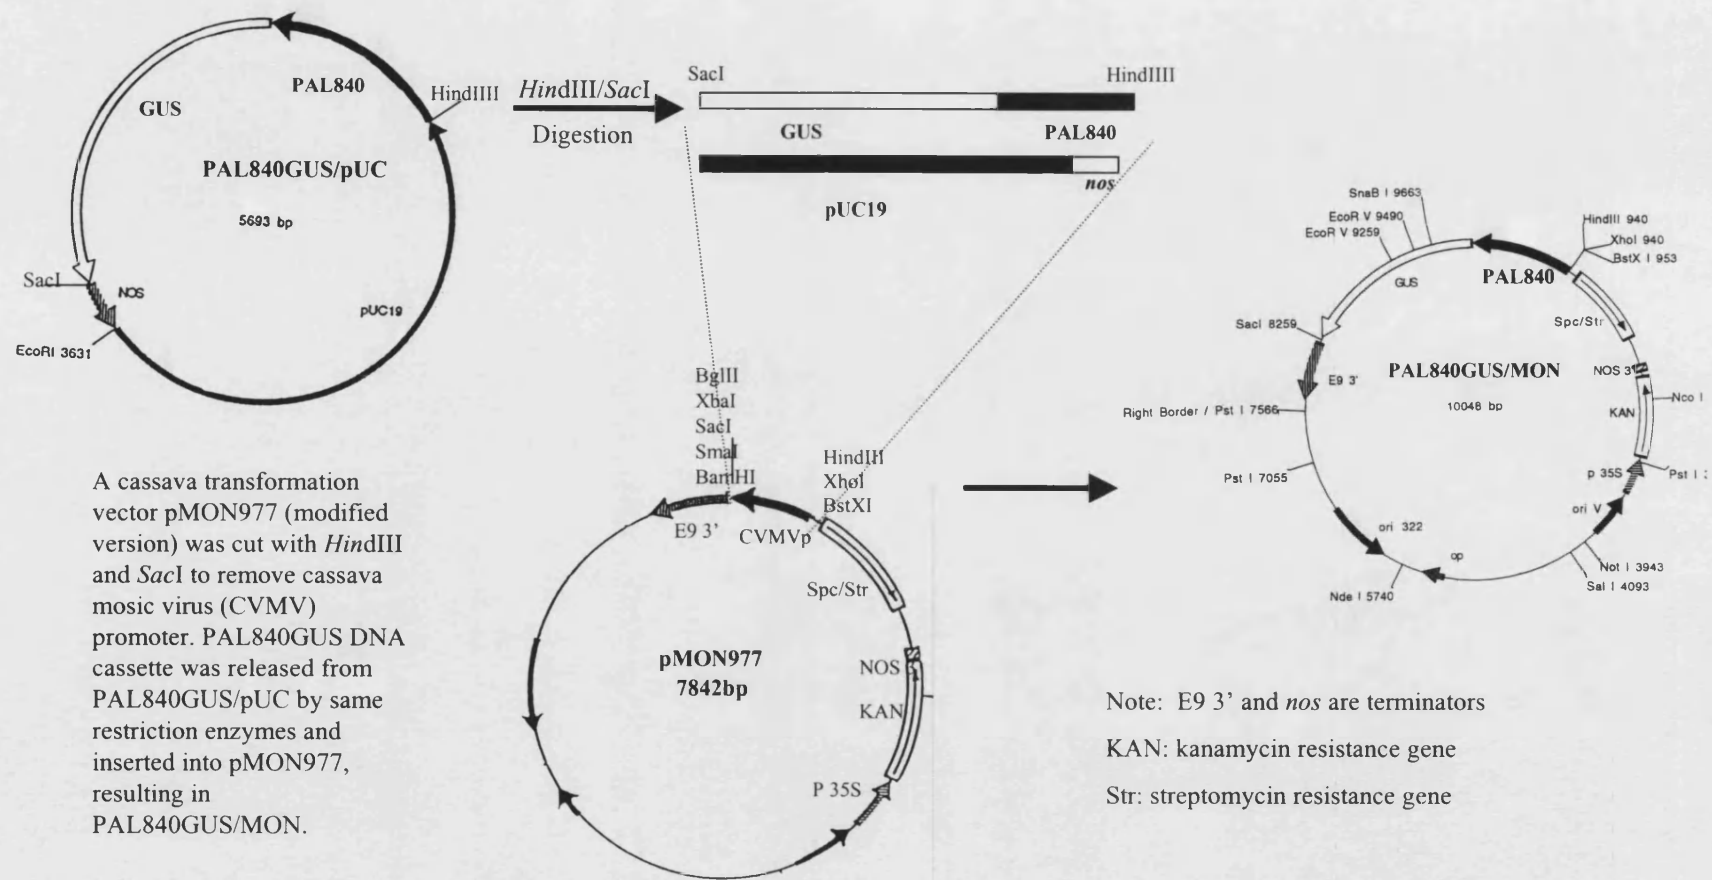 PAL840
GUS
HindIIII
PAL840GUS/pUC
5693 bp
SacI
NOS
pUC19
EcoRI 3631
HindIII/SacI
Digestion
SacI
HindIIII
GUS
PAL840
nos
pUC19
A cassava transformation
vector pMON977 (modified
version) was cut with HindIII
and SacI to remove cassava
mosic virus (CVMV)
promoter. PAL840GUS DNA
cassette was released from
PAL840GUS/pUC by same
restriction enzymes and
inserted into pMON977,
resulting in
PAL840GUS/MON.
BglII
XbaI
SacI
SmaI
BamHI
HindIII
XhoI
BstXI
E9 3'
CVMVp
Spc/Str
pMON977
7842bp
NOS
KAN
P 35S
SnaB I 9663
EcoR V 9490
EcoR V 9259
HindIII 940
XhoI 940
BstX I 953
PAL840
GUS
Spc/Str
SacI 8259
PAL840GUS/MON
10048 bp
E9 3'
NOS 3'
Nco I
KAN
Right Border / Pst I 7566
p 35S
Pst I
Pst I 7055
ori V
ori 322
op
Not I 3943
Sal I 4093
Nde I 5740
Note: E9 3' and nos are terminators
KAN: kanamycin resistance gene
Str: streptomycin resistance gene